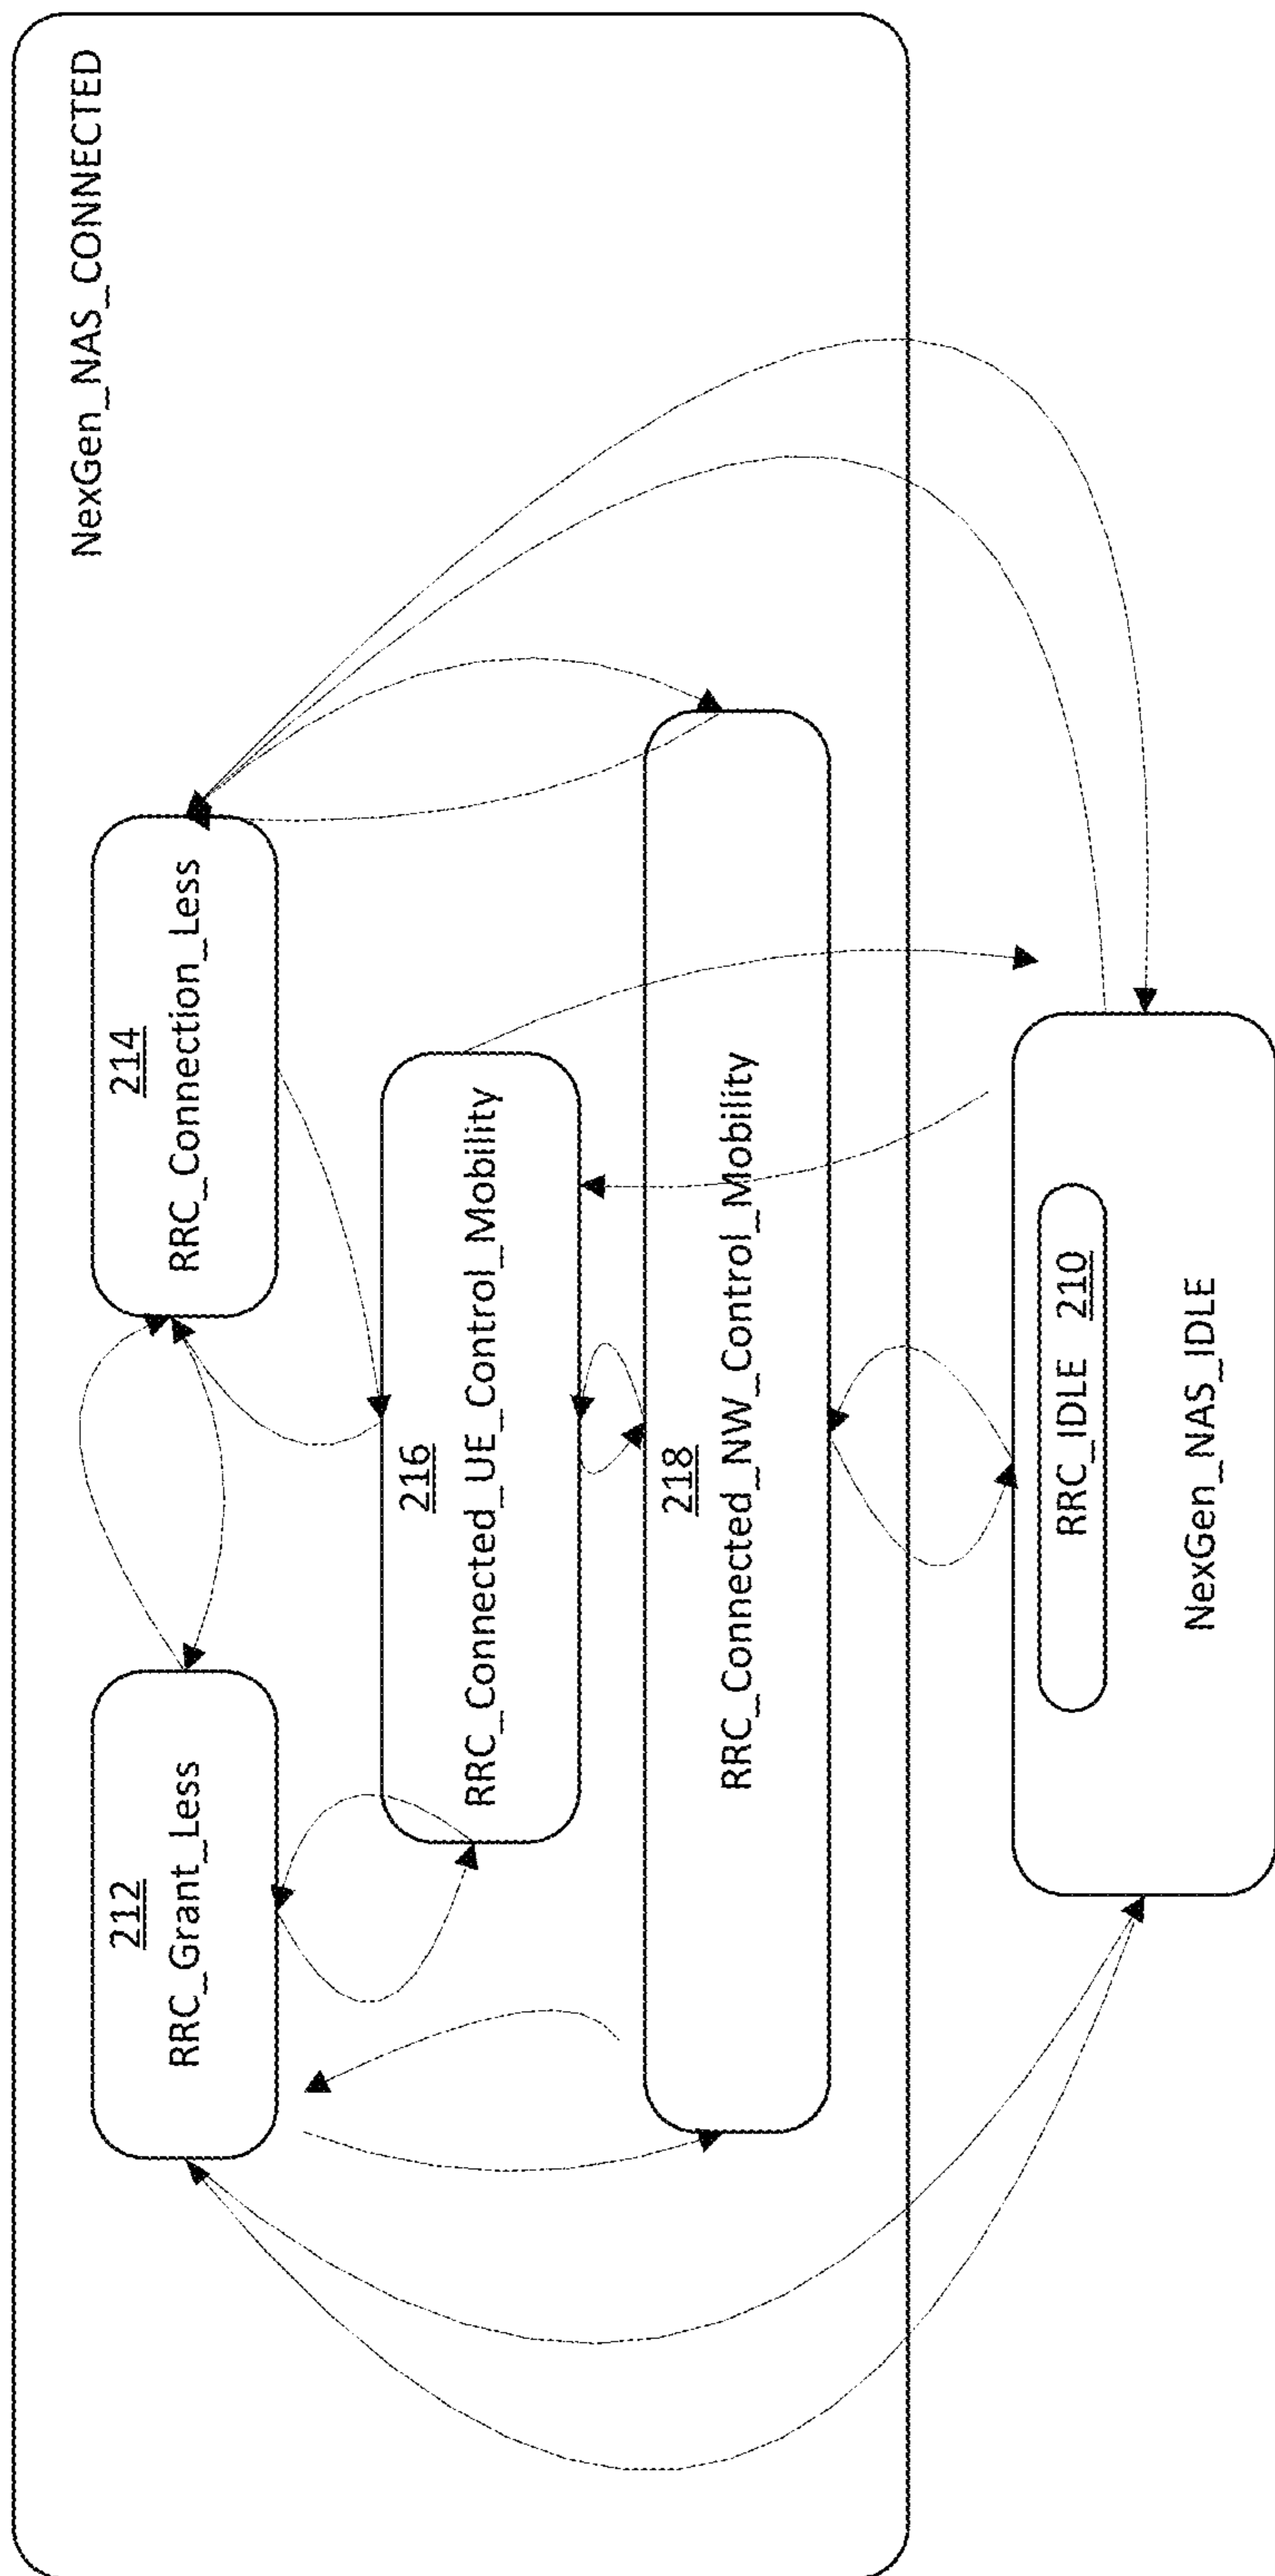 NexGen_NAS_CONNECTED
212
RRC_Grant_Less
214
RRC_Connection_Less
216
RRC_Connected_UE_Control_Mobility
218
RRC_Connected_NW_Control_Mobility
RRC_IDLE 210
NexGen_NAS_IDLE